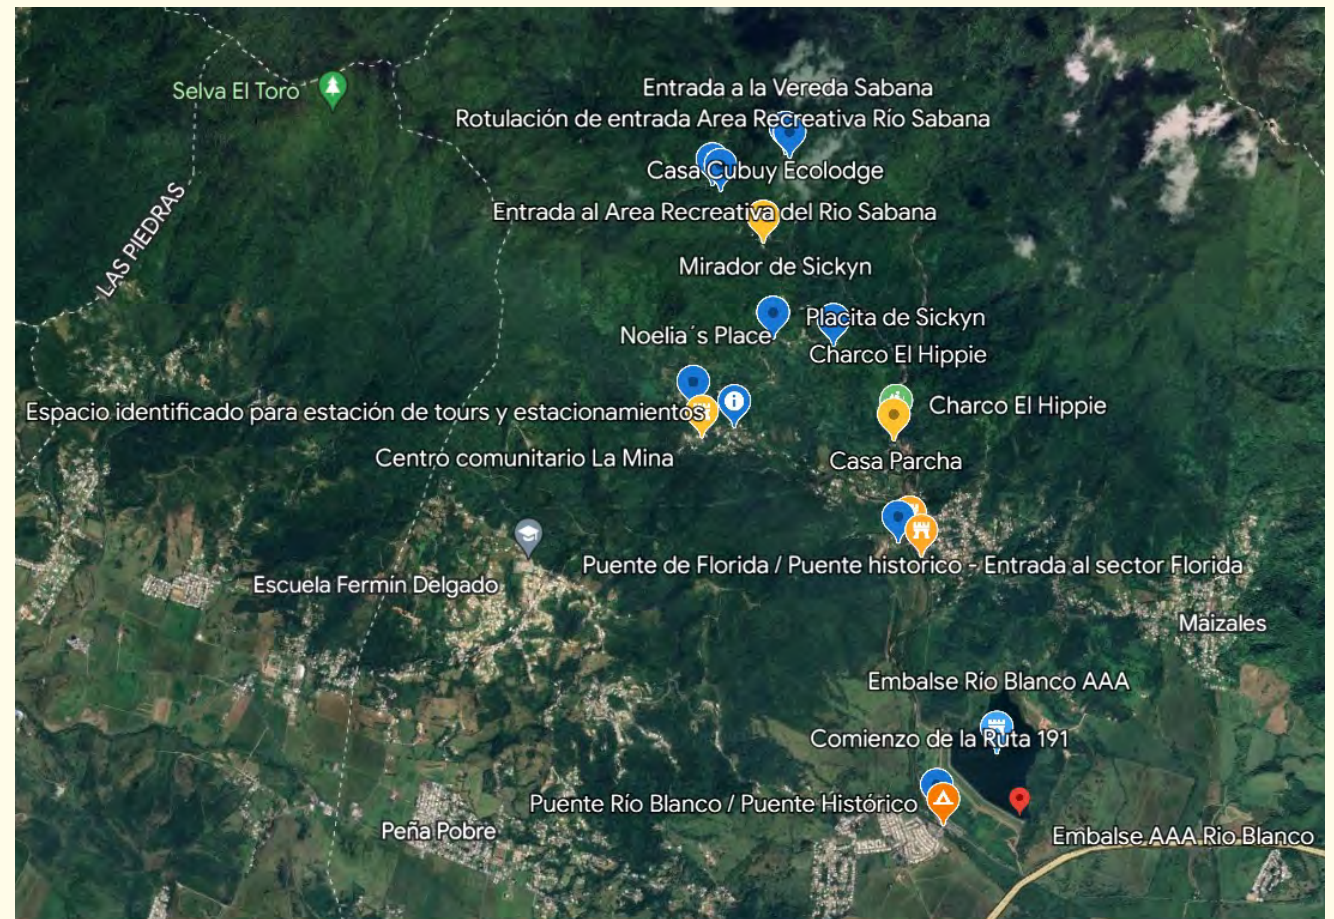 Entrada a la Vereda Sabana
Selva El Toro
Rotulación de entrada Area Recreativa Río Sabana
Casa Cubuy Ecolodge
LAS PIEDRAS
Entrada al Area Recreativa del Rio Sabana
Mirador de Sickyn
Placita de Sickyn
Noelia´s Place
Charco El Hippie
Charco El Hippie
Espacio identificado para estación de tours y estacionamientos
Centro comunitario La Mina
Casa Parcha
Puente de Florida / Puente historico - Entrada al sector Florida
Escuela Fermín Delgado
Maizales
Embalse Río Blanco AAA
Comienzo de la Ruta 191
Puente Río Blanco / Puente Histórico
Peña Pobre
Embalse AAA Rio Blanco